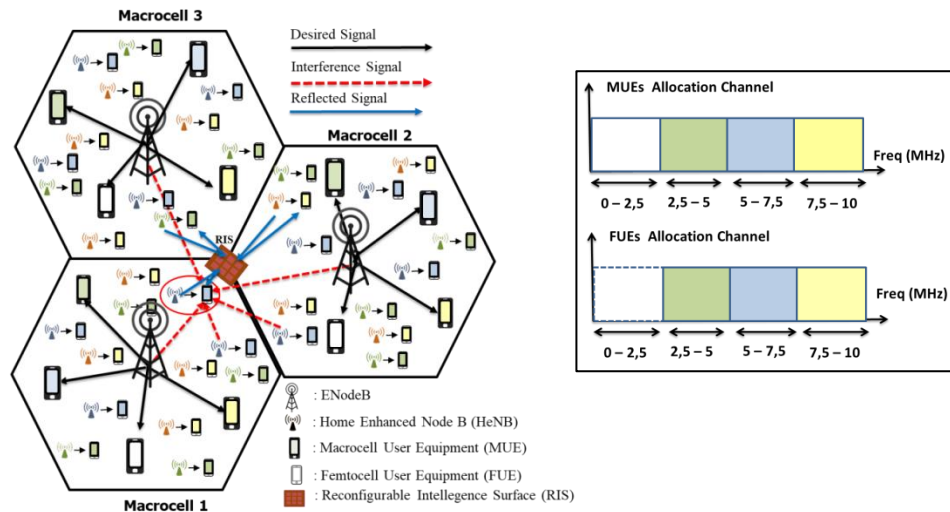 Macrocell 3
Desired Signal
Interference Signal
Reflected Signal
Macrocell 2
RIS
Macrocell 1
: ENodeB
: Home Enhanced Node B (HeNB)
: Macrocell User Equipment (MUE)
: Femtocell User Equipment (FUE)
: Reconfigurable Intellegence Surface (RIS)
MUEs Allocation Channel
Freq (MHz)
0 – 2,5 2,5 – 5 5 – 7,5 7,5 – 10
FUEs Allocation Channel
Freq (MHz)
0 – 2,5 2,5 – 5 5 – 7,5 7,5 – 10